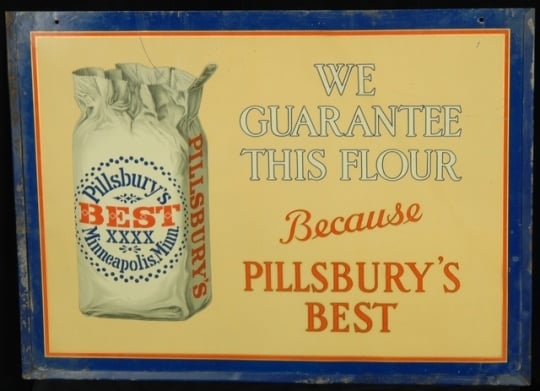 Pillsbury's
BEST
XXXX
Minneapolis, Minn.
PILLSBURY'S
WE
GUARANTEE
THIS FLOUR
Because
PILLSBURY'S
BEST